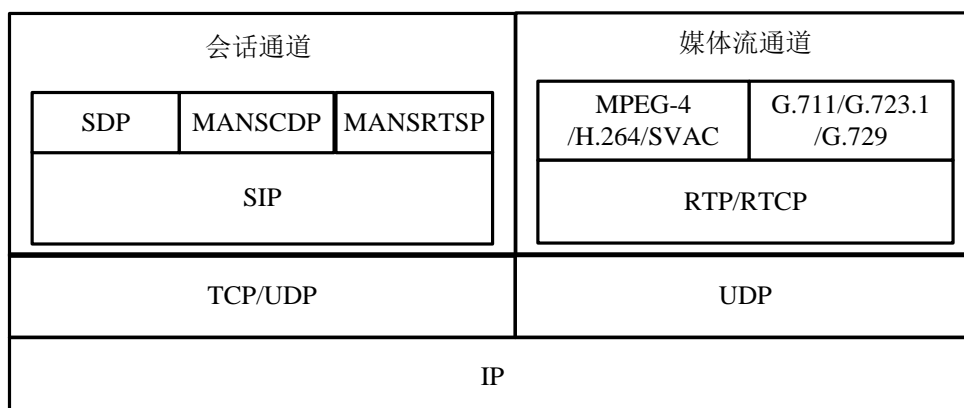 会话通道
SDP
MANSCDP
MANSRTSP
SIP
媒体流通道
MPEG-4
/H.264/SVAC
G.711/G.723.1
/G.729
RTP/RTCP
TCP/UDP
UDP
IP